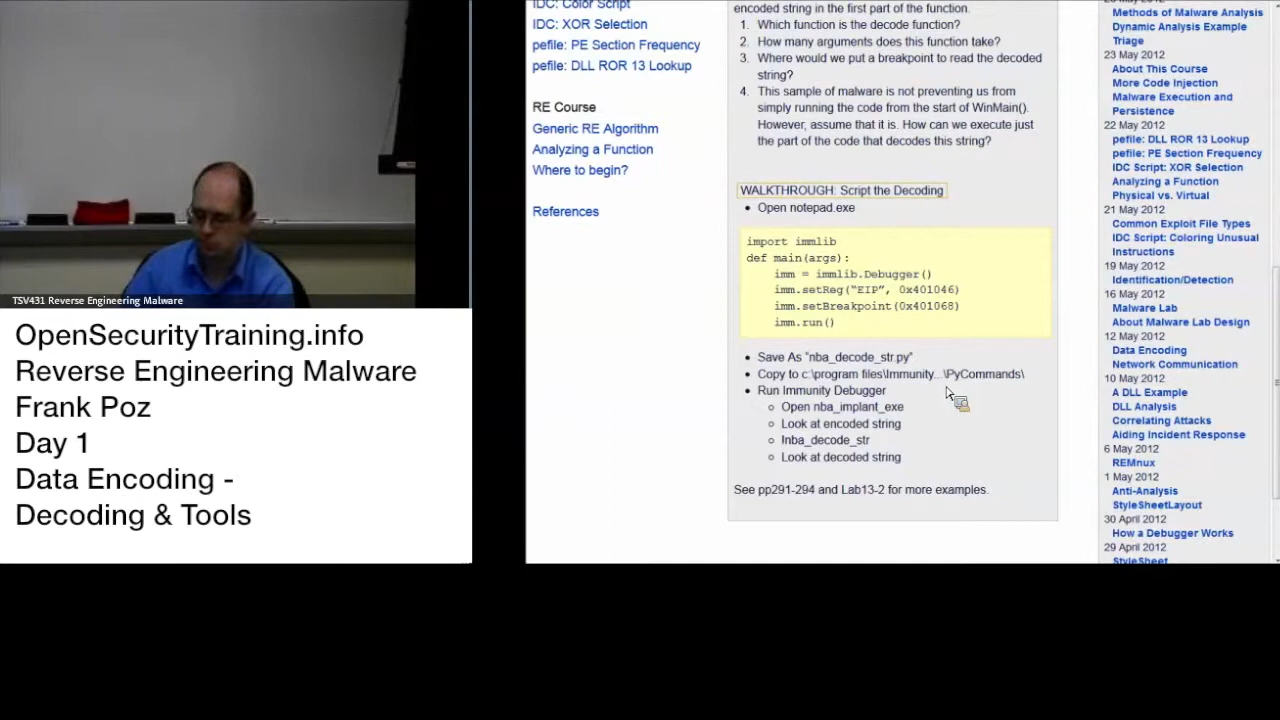 TSV431 Reverse Engineering Malware
OpenSecurityTraining.info
Reverse Engineering Malware
Frank Poz
Day 1
Data Encoding -
Decoding & Tools
IDC: Color Script
IDC: XOR Selection
pefile: PE Section Frequency
pefile: DLL ROR 13 Lookup
RE Course
Generic RE Algorithm
Analyzing a Function
Where to begin?
References
encoded string in the first part of the function.
1. Which function is the decode function?
2. How many arguments does this function take?
3. Where would we put a breakpoint to read the decoded
string?
4. This sample of malware is not preventing us from
simply running the code from the start of WinMain().
However, assume that it is. How can we execute just
the part of the code that decodes this string?
WALKTHROUGH: Script the Decoding
• Open notepad.exe
import immlib
def main(args):
imm = immlib.Debugger()
imm.setReg("EIP", 0x401046)
imm.setBreakpoint(0x401068)
imm.run()
• Save As "nba_decode_str.py"
• Copy to c:\program files\Immunity...\PyCommands\
• Run Immunity Debugger
o Open nba_implant_exe
o Look at encoded string
o !nba_decode_str
o Look at decoded string
See pp291-294 and Lab13-2 for more examples.
Methods of Malware Analysis
Dynamic Analysis Example
Triage
23 May 2012
About This Course
More Code Injection
Malware Execution and
Persistence
22 May 2012
pefile: DLL ROR 13 Lookup
pefile: PE Section Frequency
IDC Script: XOR Selection
Analyzing a Function
Physical vs. Virtual
21 May 2012
Common Exploit File Types
IDC Script: Coloring Unusual
Instructions
19 May 2012
Identification/Detection
16 May 2012
Malware Lab
About Malware Lab Design
12 May 2012
Data Encoding
Network Communication
10 May 2012
A DLL Example
DLL Analysis
Correlating Attacks
Aiding Incident Response
6 May 2012
REMnux
1 May 2012
Anti-Analysis
StyleSheetLayout
30 April 2012
How a Debugger Works
29 April 2012
StyleSheet